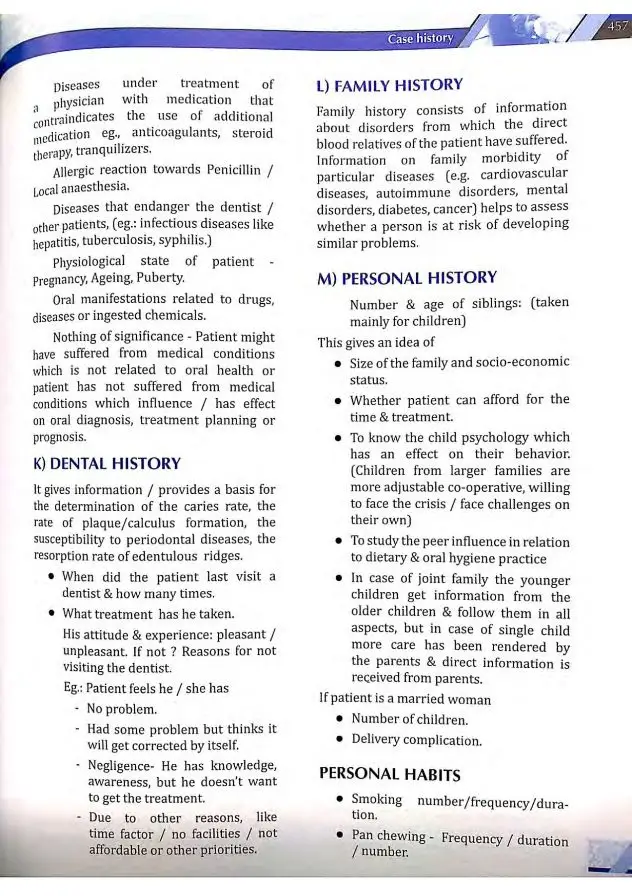 Case history
457
Diseases under treatment of
a physician with medication that
contraindicates the use of additional
medication eg., anticoagulants, steroid
therapy, tranquilizers.
Allergic reaction towards Penicillin /
Local anaesthesia.
Diseases that endanger the dentist /
other patients, (eg.: infectious diseases like
hepatitis, tuberculosis, syphilis.)
Physiological state of patient -
Pregnancy, Ageing, Puberty.
Oral manifestations related to drugs,
diseases or ingested chemicals.
Nothing of significance - Patient might
have suffered from medical conditions
which is not related to oral health or
patient has not suffered from medical
conditions which influence / has effect
on oral diagnosis, treatment planning or
prognosis.
K) DENTAL HISTORY
It gives information / provides a basis for
the determination of the caries rate, the
rate of plaque/calculus formation, the
susceptibility to periodontal diseases, the
resorption rate of edentulous ridges.
• When did the patient last visit a
dentist & how many times.
• What treatment has he taken.
His attitude & experience: pleasant /
unpleasant. If not ? Reasons for not
visiting the dentist.
Eg.: Patient feels he / she has
- No problem.
- Had some problem but thinks it
will get corrected by itself.
- Negligence- He has knowledge,
awareness, but he doesn't want
to get the treatment.
- Due to other reasons, like
time factor / no facilities / not
affordable or other priorities.
L) FAMILY HISTORY
Family history consists of information
about disorders from which the direct
blood relatives of the patient have suffered.
Information on family morbidity of
particular diseases (e.g. cardiovascular
diseases, autoimmune disorders, mental
disorders, diabetes, cancer) helps to assess
whether a person is at risk of developing
similar problems.
M) PERSONAL HISTORY
Number & age of siblings: (taken
mainly for children)
This gives an idea of
• Size of the family and socio-economic
status.
• Whether patient can afford for the
time & treatment.
• To know the child psychology which
has an effect on their behavior.
(Children from larger families are
more adjustable co-operative, willing
to face the crisis / face challenges on
their own)
• To study the peer influence in relation
to dietary & oral hygiene practice
• In case of joint family the younger
children get information from the
older children & follow them in all
aspects, but in case of single child
more care has been rendered by
the parents & direct information is
received from parents.
If patient is a married woman
• Number of children.
• Delivery complication.
PERSONAL HABITS
• Smoking number/frequency/dura-
tion.
• Pan chewing - Frequency / duration
/ number.